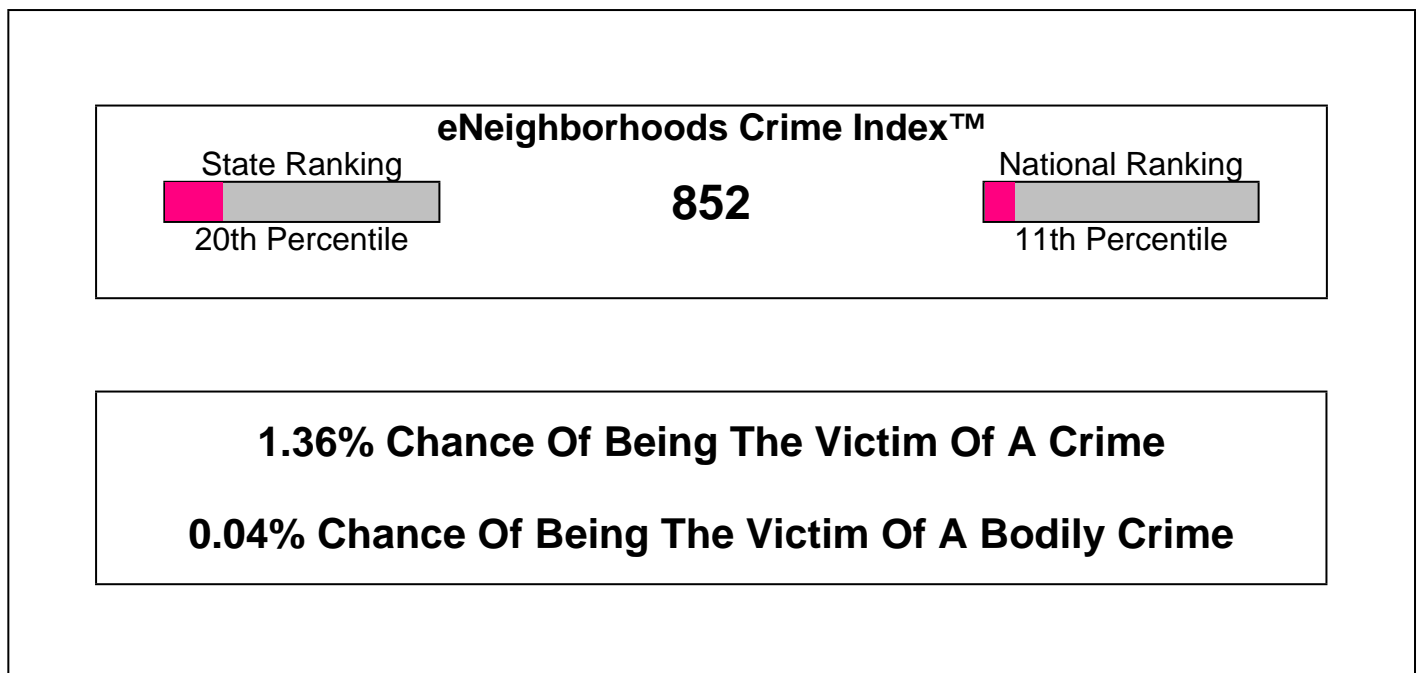 eNeighborhoods Crime Index™
State Ranking
20th Percentile
852
National Ranking
11th Percentile
1.36% Chance Of Being The Victim Of A Crime
0.04% Chance Of Being The Victim Of A Bodily Crime